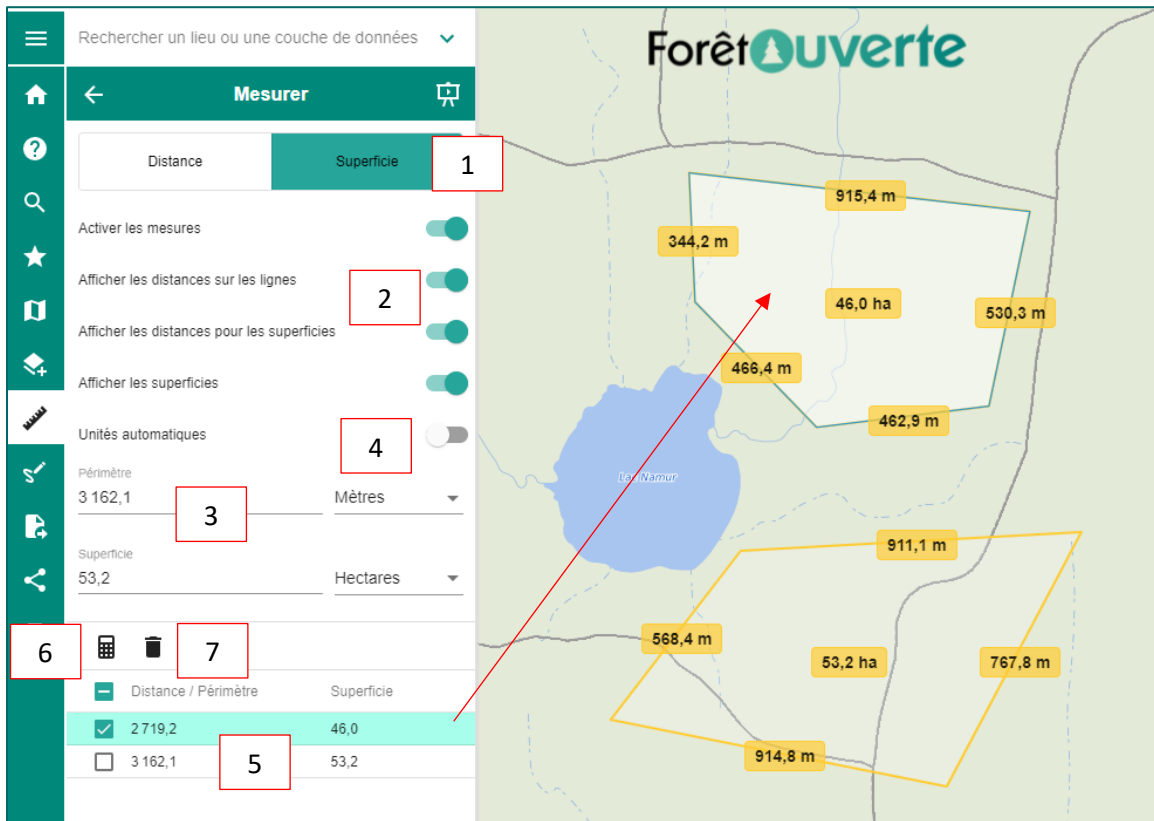 Rechercher un lieu ou une couche de données
ForêtOuverte
Mesurer
Distance
Superficie
1
Activer les mesures
Afficher les distances sur les lignes
2
Afficher les distances pour les superficies
Afficher les superficies
Unités automatiques
4
Périmètre
3 162,1
Mètres
3
Superficie
53,2
Hectares
6
7
Distance / Périmètre
Superficie
2 719,2
46,0
3 162,1
53,2
5
915,4 m
344,2 m
46,0 ha
530,3 m
466,4 m
462,9 m
Lac Namur
911,1 m
568,4 m
53,2 ha
767,8 m
914,8 m